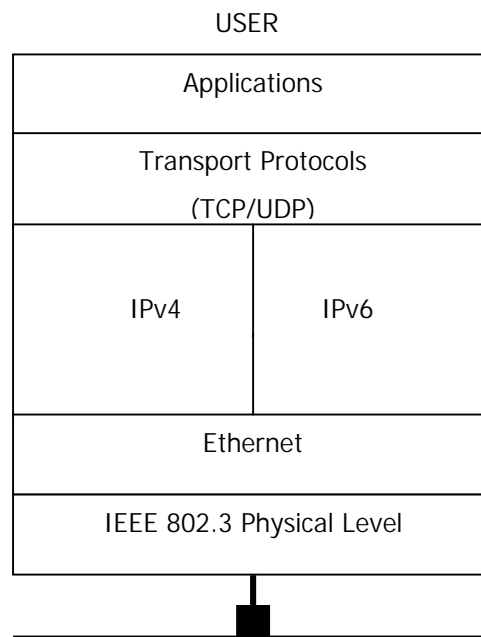 USER
Applications
Transport Protocols
(TCP/UDP)
IPv4 IPv6
Ethernet
IEEE 802.3 Physical Level